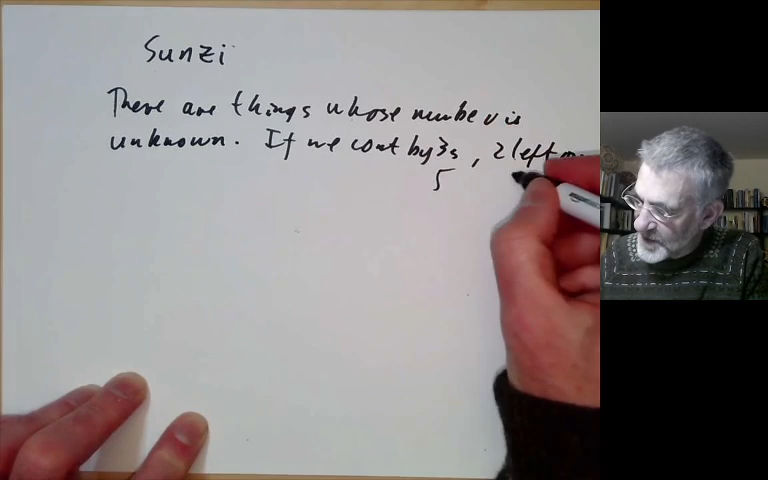 Sunzi
There are things whose number is
unknown. If we count by 3s, 2 left
5